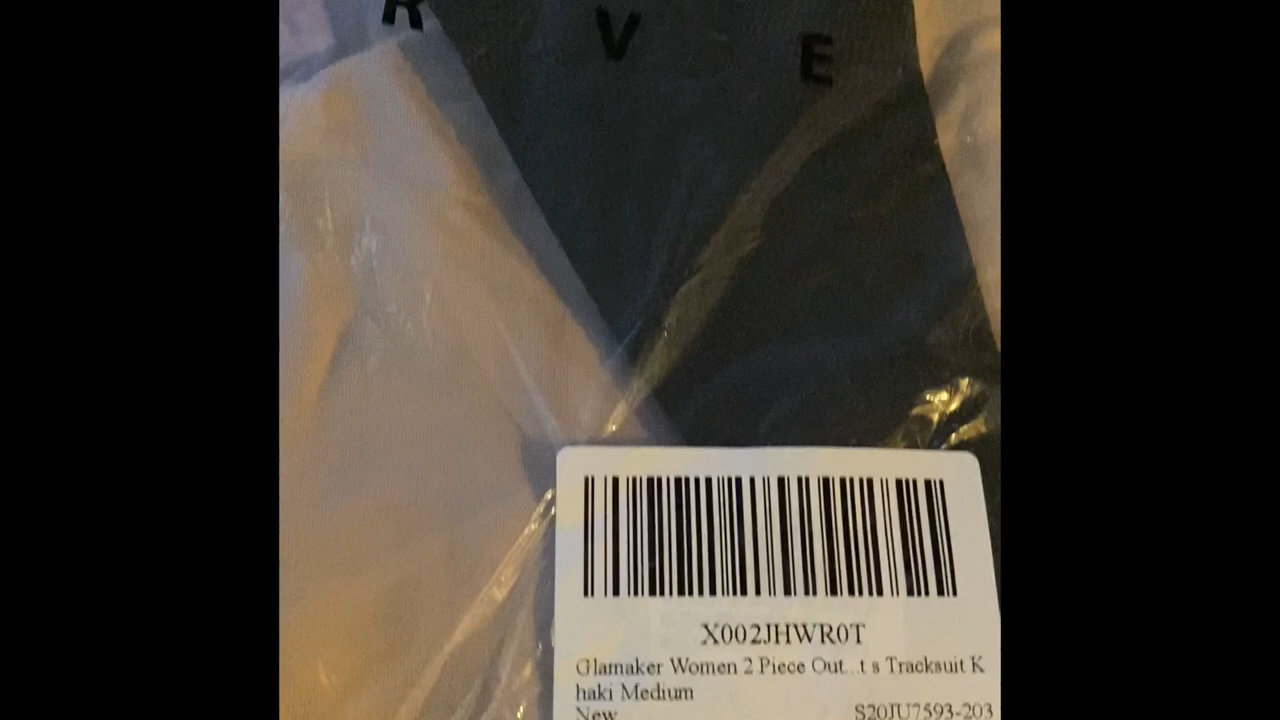 R V E
X002JHWR0T
Glamaker Women 2 Piece Out...t s Tracksuit K
haki Medium
New S20JU7593-203